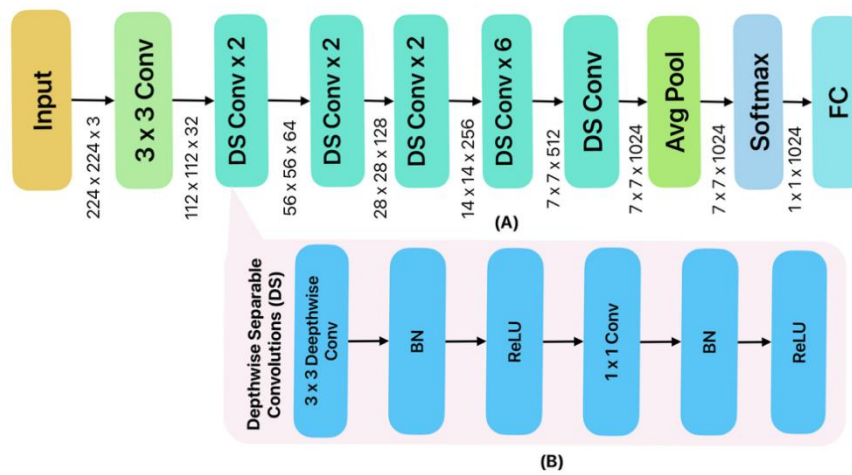 Input
224 x 224 x 3
3 x 3 Conv
112 x 112 x 32
DS Conv x 2
56 x 56 x 64
DS Conv x 2
28 x 28 x 128
DS Conv x 2
14 x 14 x 256
DS Conv x 6
7 x 7 x 512
DS Conv
7 x 7 x 1024
Avg Pool
7 x 7 x 1024
Softmax
1 x 1 x 1024
FC
(A)
Depthwise Separable
Convolutions (DS)
3 x 3 Deepthwise
Conv
BN
ReLU
1 x 1 Conv
BN
ReLU
(B)